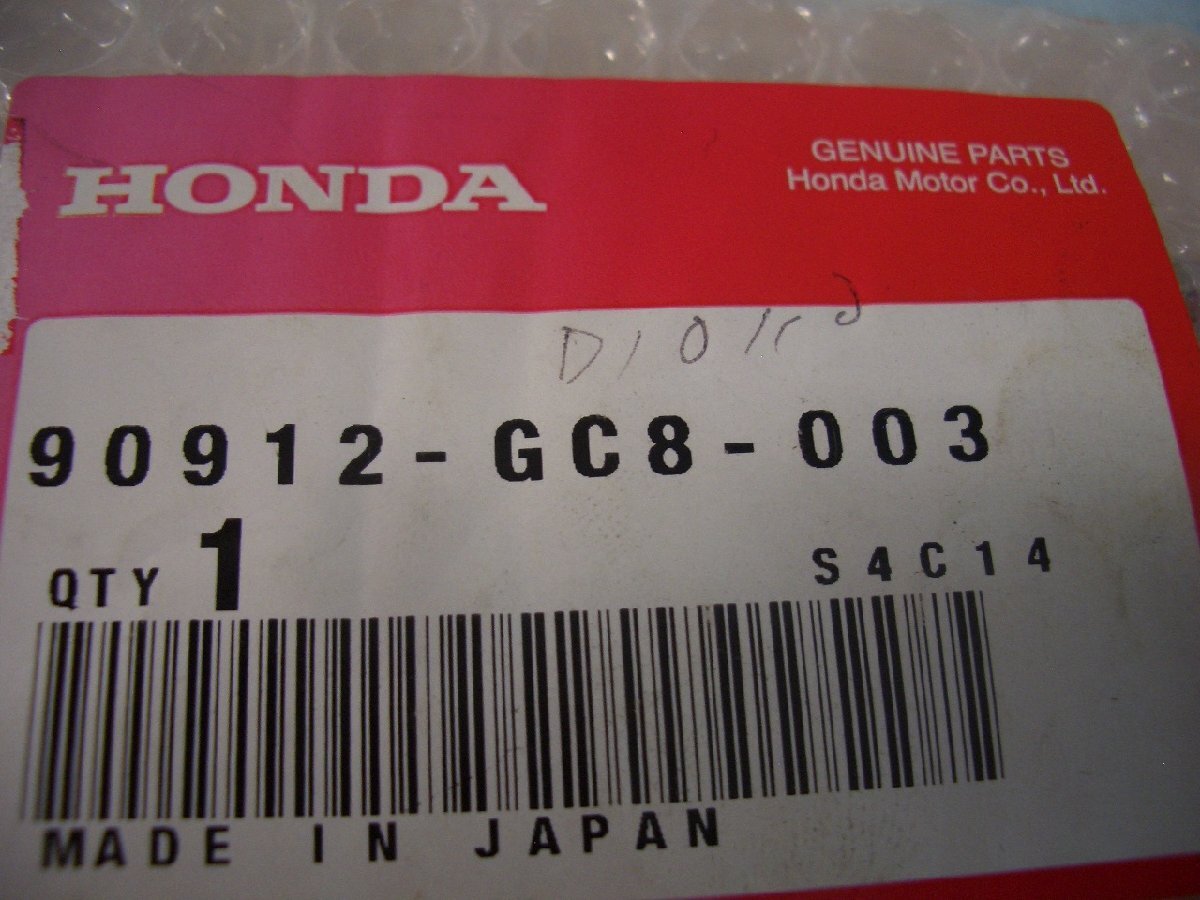 HONDA
GENUINE PARTS
Honda Motor Co., Ltd.
90912-GC8-003
QTY 1
S4C14
MADE IN JAPAN